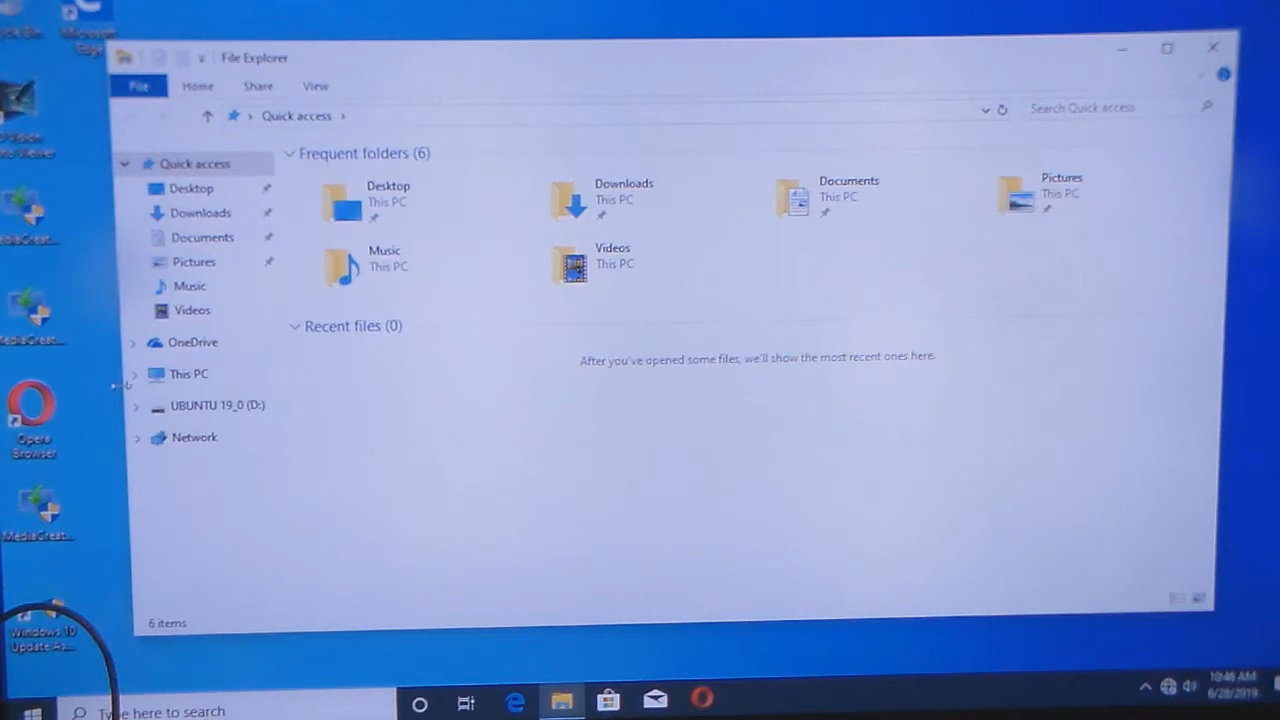 Microsoft
Edge
File Explorer
File
Home
Share
View
Quick access
Search Quick access
Quick access
Desktop
Downloads
Documents
Pictures
Music
Videos
OneDrive
This PC
UBUNTU 19_0 (D:)
Network
Frequent folders (6)
Desktop
This PC
Downloads
This PC
Documents
This PC
Pictures
This PC
Music
This PC
Videos
This PC
Recent files (0)
After you've opened some files, we'll show the most recent ones here.
6 items
MediaCreat...
Opera
Browser
MediaCreat...
Windows 10
Update As...
Type here to search
10:46 AM
6/28/2019